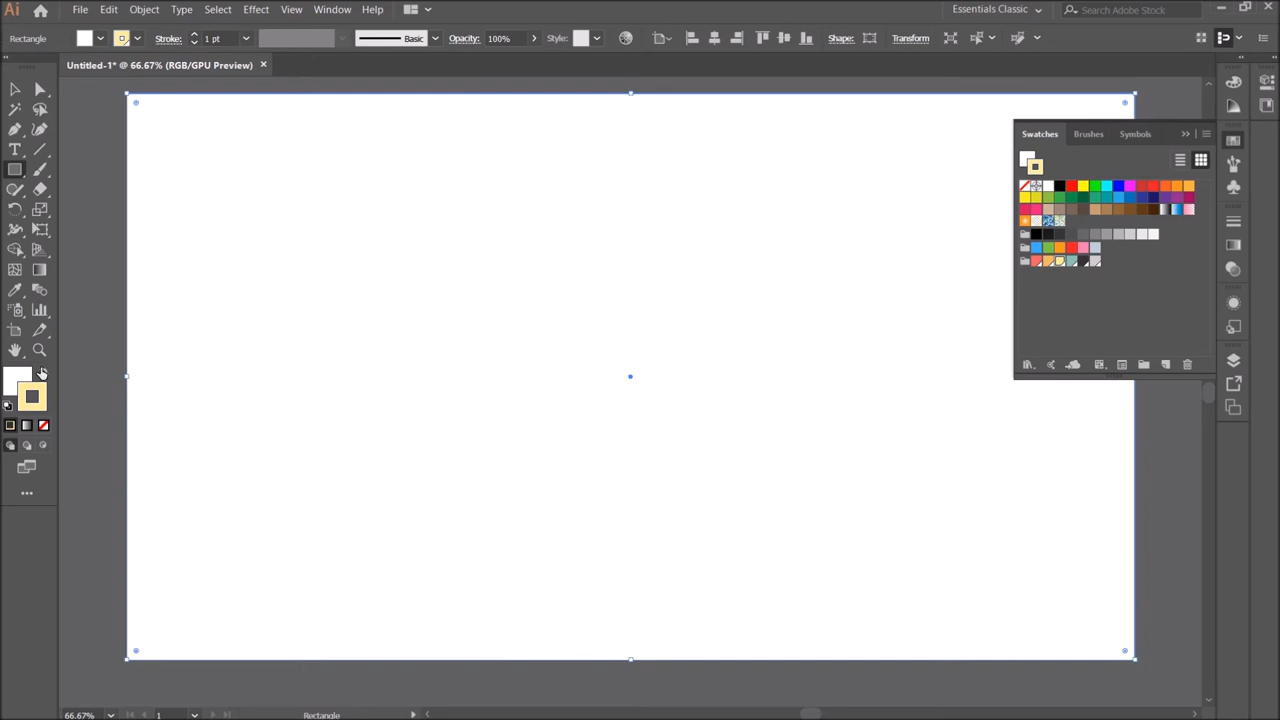 Ai File Edit Object Type Select Effect View Window Help Essentials Classic Search Adobe Stock
Rectangle Stroke: 1 pt Basic Opacity: 100% Style: Shape: Transform
Untitled-1* @ 66.67% (RGB/GPU Preview)
Swatches Brushes Symbols
66.67% 1 Rectangle